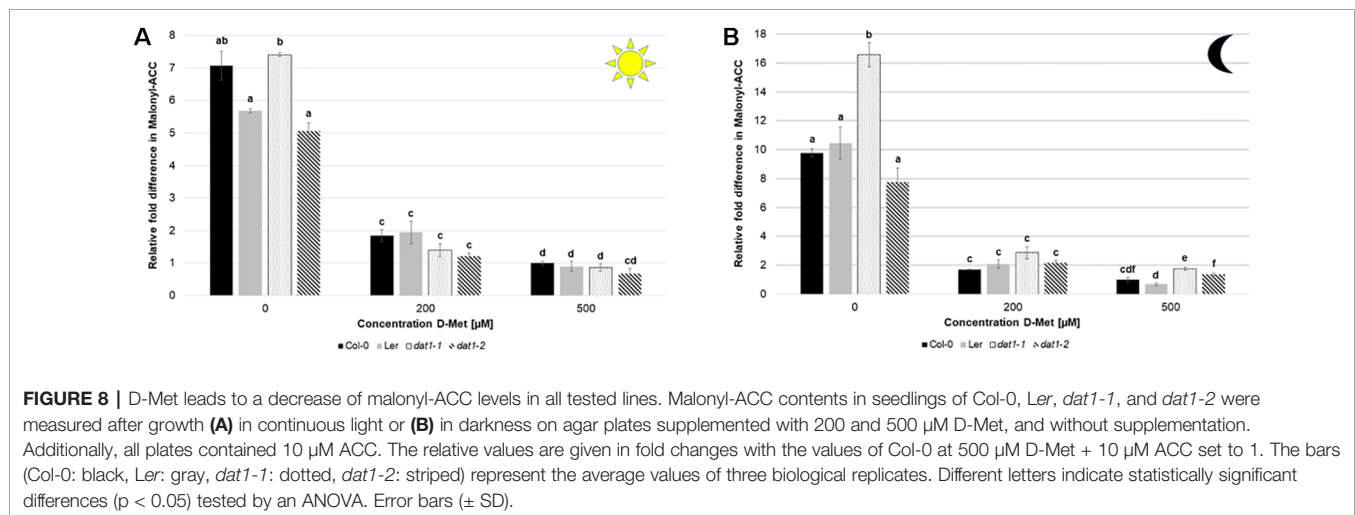 A
8
7
6
5
4
3
2
1
0
Relative fold difference in Malonyl-ACC
ab
a
b
a
c
c
c
c
d
d
d
cd
0
200
500
Concentration D-Met [µM]
Col-0 Ler dat1-1 dat1-2
B
18
16
14
12
10
8
6
4
2
0
Relative fold difference in Malonyl-ACC
a
a
b
a
c
c
c
c
cdf
d
e
f
0
200
500
Concentration D-Met [µM]
Col-0 Ler dat1-1 dat1-2
FIGURE 8 | D-Met leads to a decrease of malonyl-ACC levels in all tested lines. Malonyl-ACC contents in seedlings of Col-0, Ler, dat1-1, and dat1-2 were
measured after growth (A) in continuous light or (B) in darkness on agar plates supplemented with 200 and 500 µM D-Met, and without supplementation.
Additionally, all plates contained 10 µM ACC. The relative values are given in fold changes with the values of Col-0 at 500 µM D-Met + 10 µM ACC set to 1. The bars
(Col-0: black, Ler: gray, dat1-1: dotted, dat1-2: striped) represent the average values of three biological replicates. Different letters indicate statistically significant
differences (p < 0.05) tested by an ANOVA. Error bars (± SD).